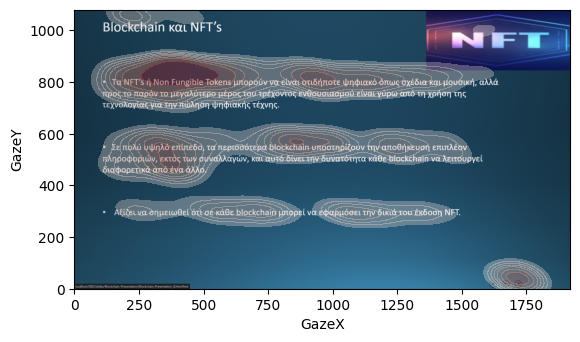 Blockchain και NFT's
NFT
• Τα NFT's ή Non Fungible Tokens μπορούν να είναι οτιδήποτε ψηφιακό όπως σχέδια και μουσική, αλλά
προς το παρόν το μεγαλύτερο μέρος του τρέχοντος ενθουσιασμού είναι γύρω από τη χρήση της
τεχνολογίας για την πώληση ψηφιακής τέχνης.
• Σε πολύ υψηλό επίπεδο, τα περισσότερα blockchain υποστηρίζουν την αποθήκευση επιπλέον
πληροφοριών, εκτός των συναλλαγών, και αυτό δίνει την δυνατότητα κάθε blockchain να λειτουργεί
διαφορετικά από ένα άλλο.
• Αξίζει να σημειωθεί ότι σε κάθε blockchain μπορεί να εφαρμόσει την δικιά του έκδοση NFT.
GazeY
1000
800
600
400
200
0
0 250 500 750 1000 1250 1500 1750
GazeX